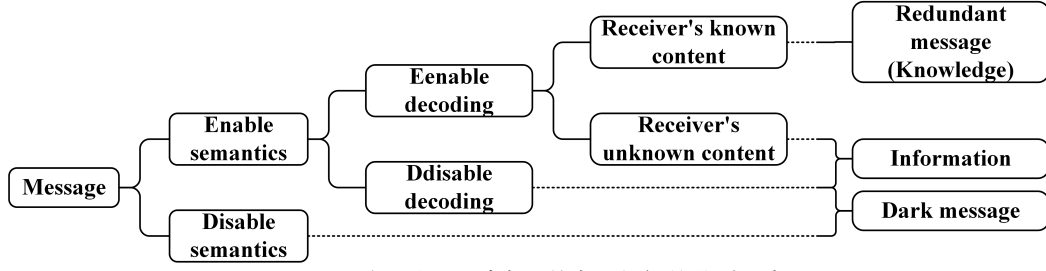 Message
Enable
semantics
Disable
semantics
Eenable
decoding
Ddisable
decoding
Receiver's known
content
Receiver's
unknown content
Redundant
message
(Knowledge)
Information
Dark message